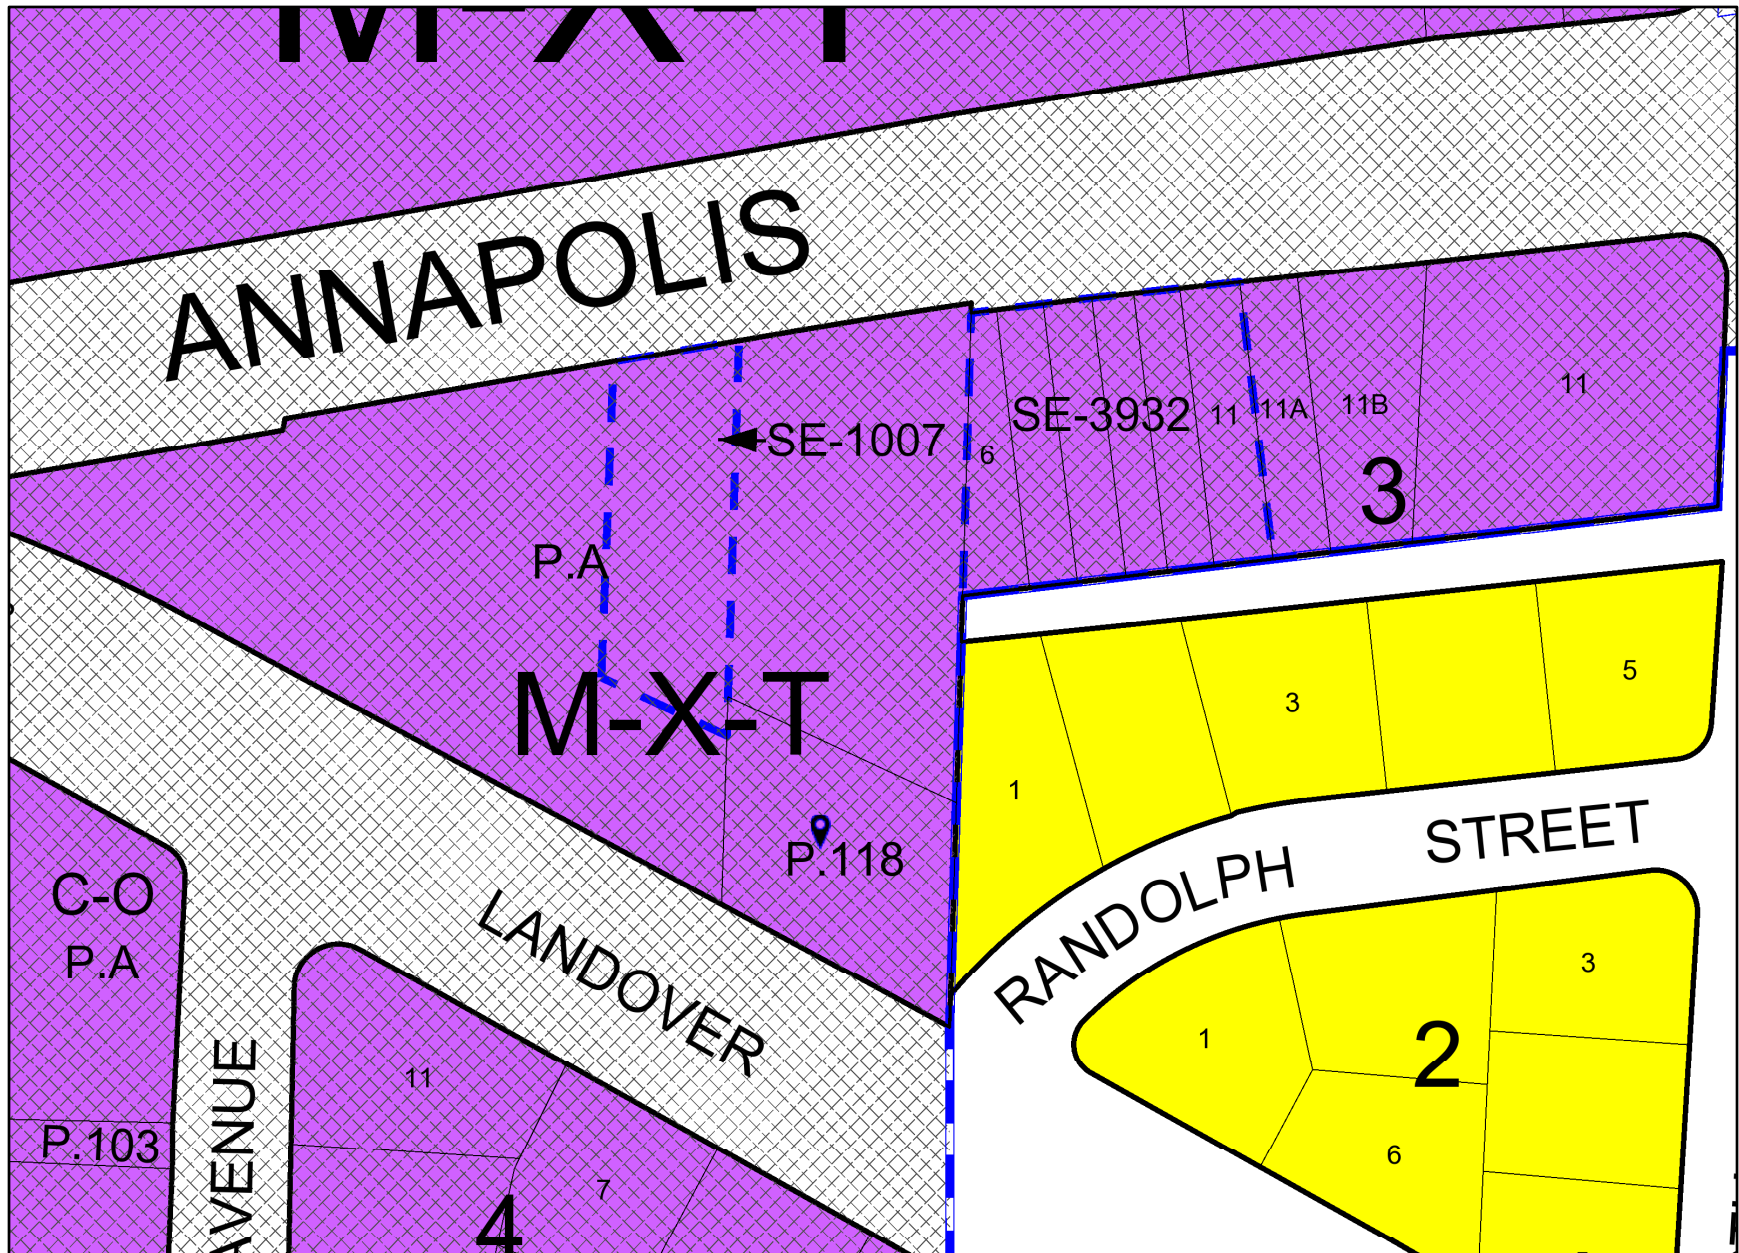 M-X-T
ANNAPOLIS
SE-1007
6
SE-3932
11
11A
11B
11
3
P.A
M-X-T
P.118
1
3
5
RANDOLPH STREET
C-O
P.A
P.103
AVENUE
LANDOVER
11
7
4
1
2
3
6